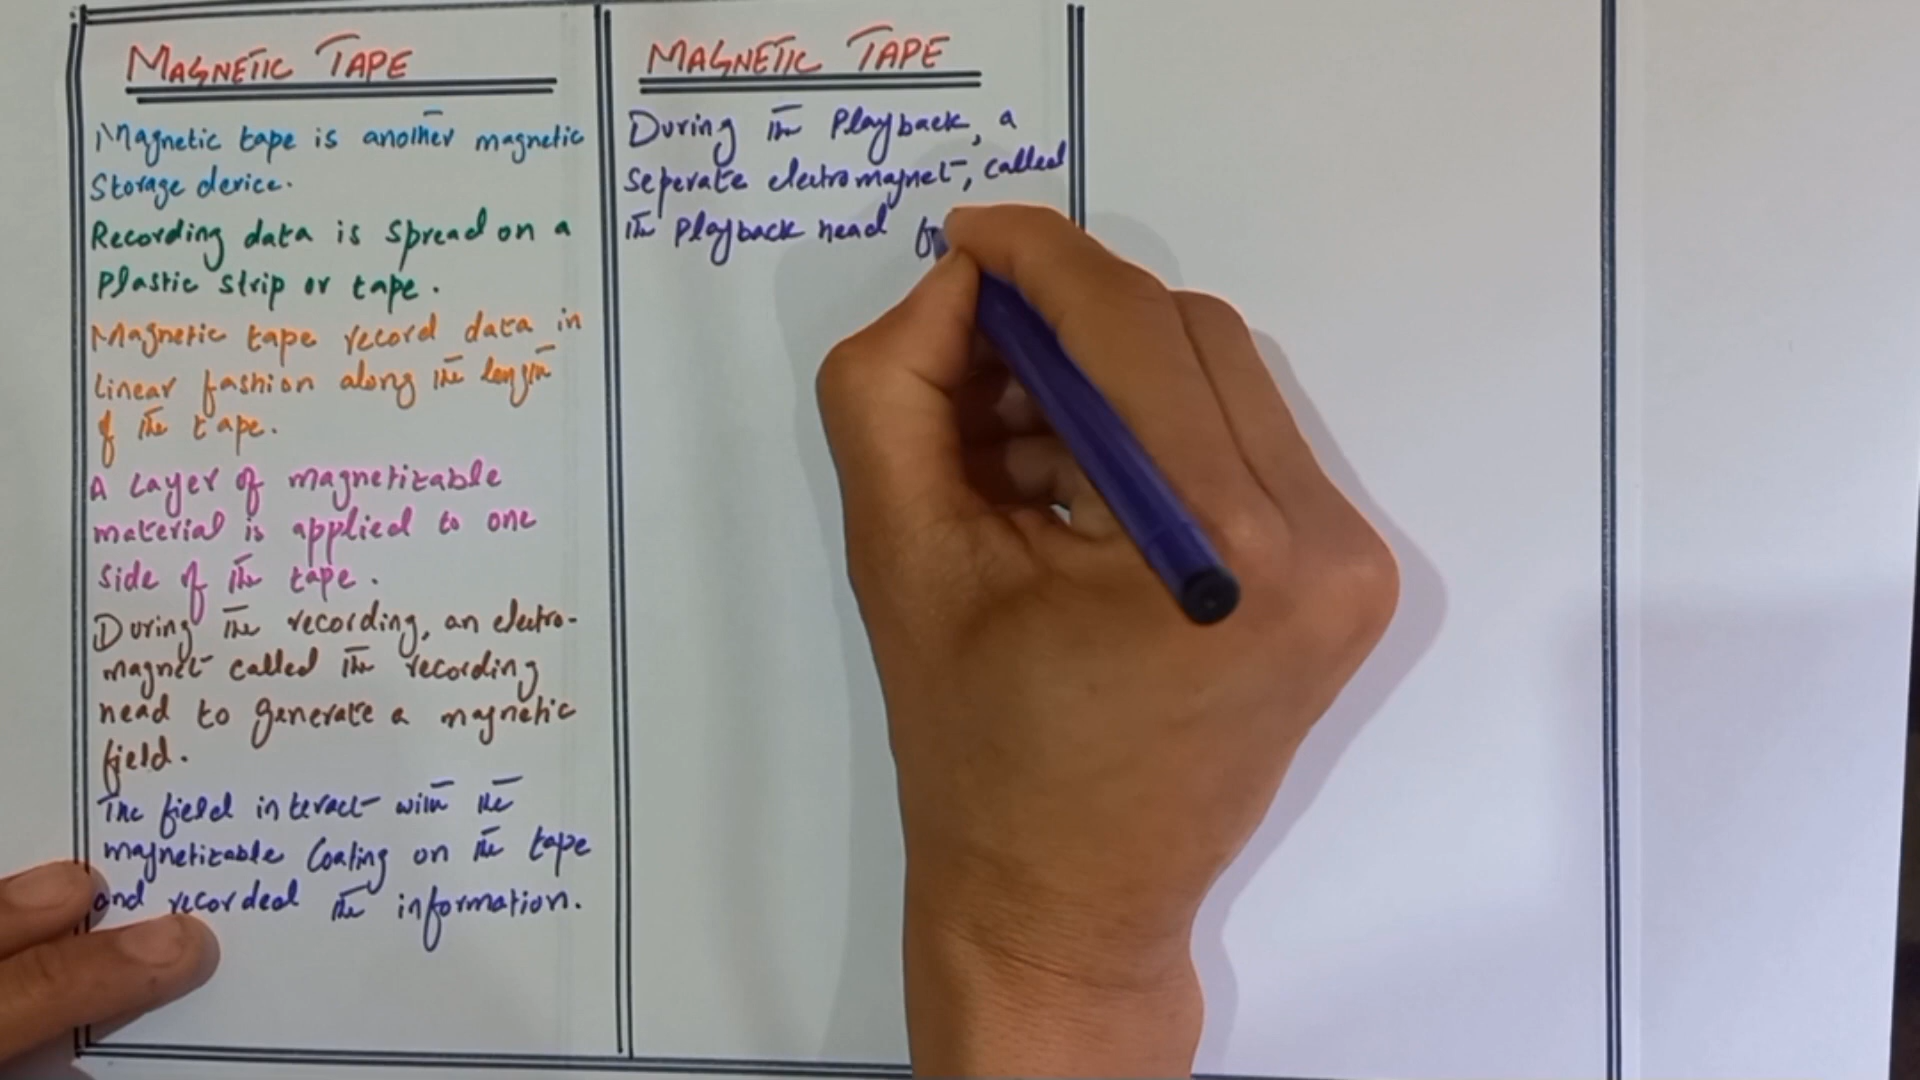 MAGNETIC TAPE
Magnetic tape is another magnetic
Storage device.
Recording data is spread on a
Plastic strip or tape.
Magnetic tape record data in
linear fashion along the length
of the tape.
A Layer of magnetizable
material is applied to one
side of the tape.
During the recording, an electro-
magnet called the recording
head to generate a magnetic
field.
The field interact with the
magnetizable Coating on the tape
and recorded the information.
MAGNETIC TAPE
During the Playback, a
Seperate electromagnet, called
the Playback head